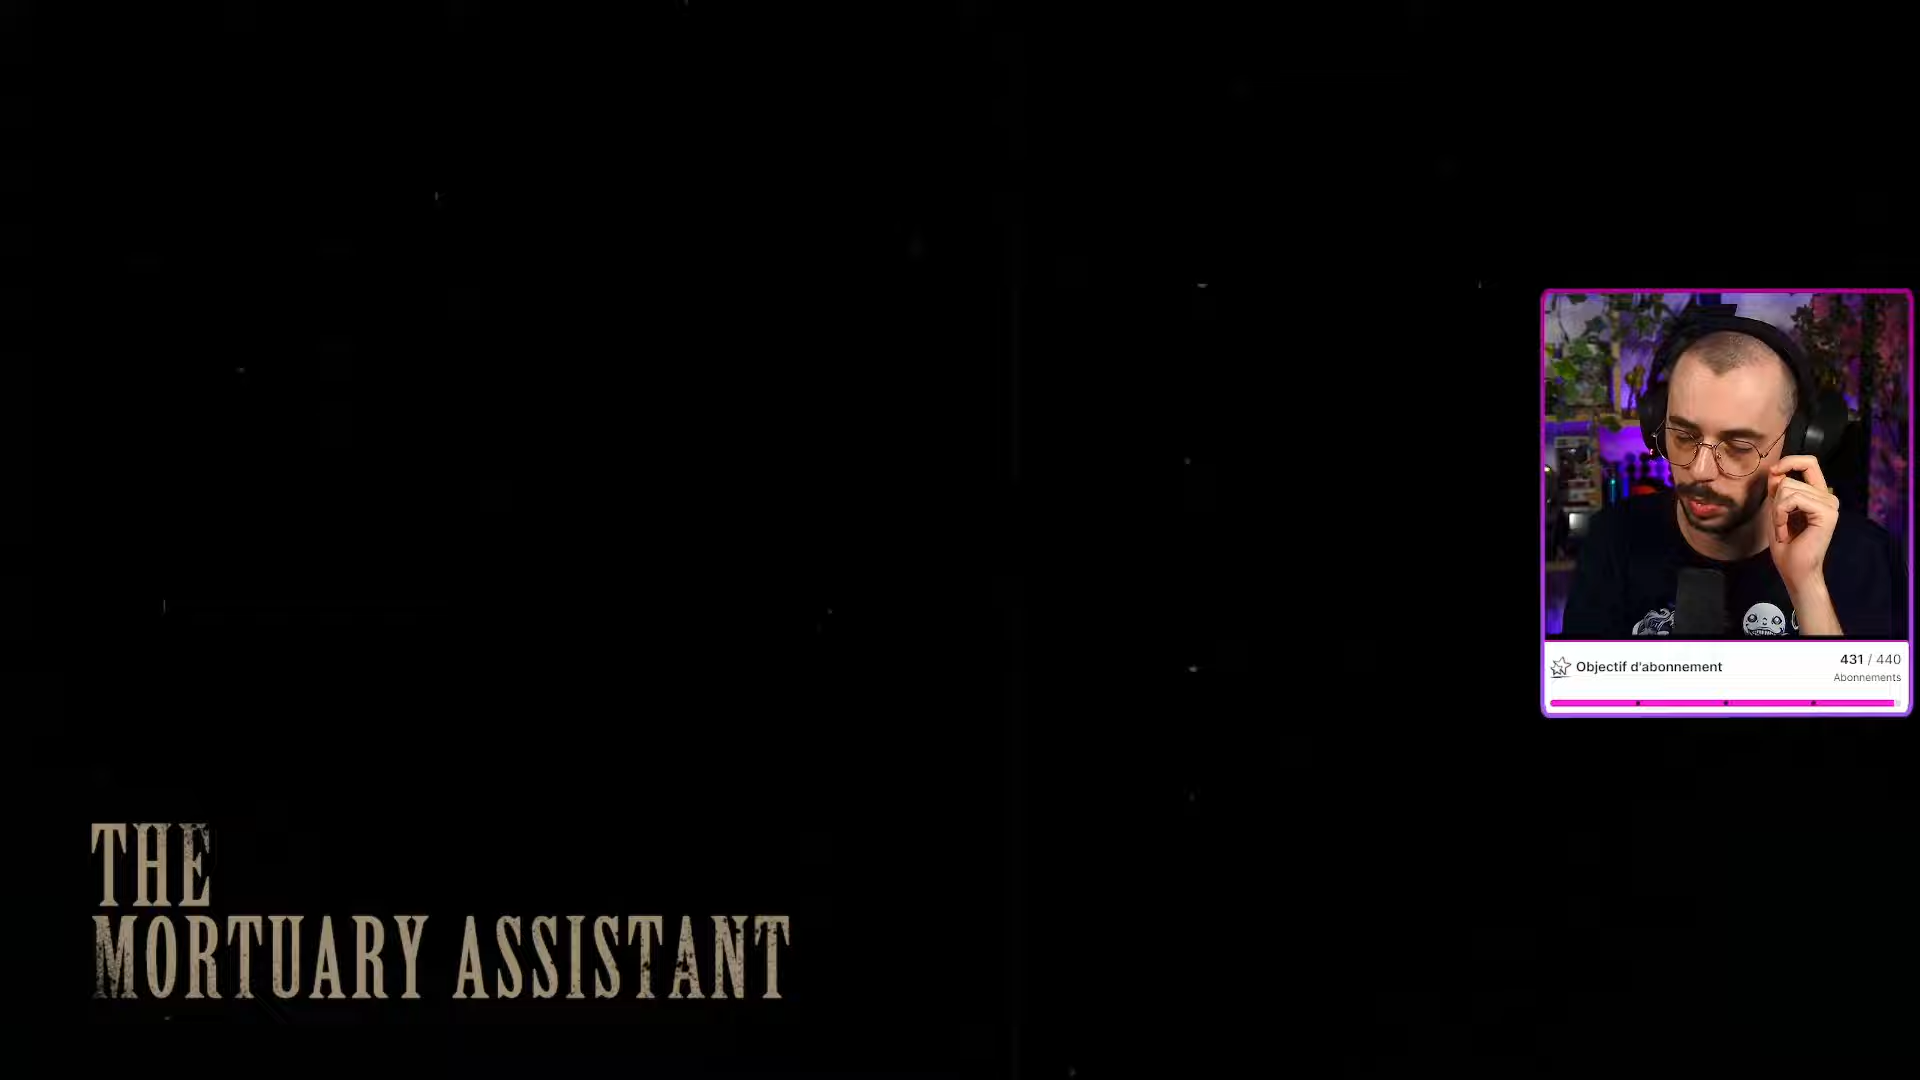 THE
MORTUARY ASSISTANT
Objectif d'abonnement
431 / 440
Abonnements